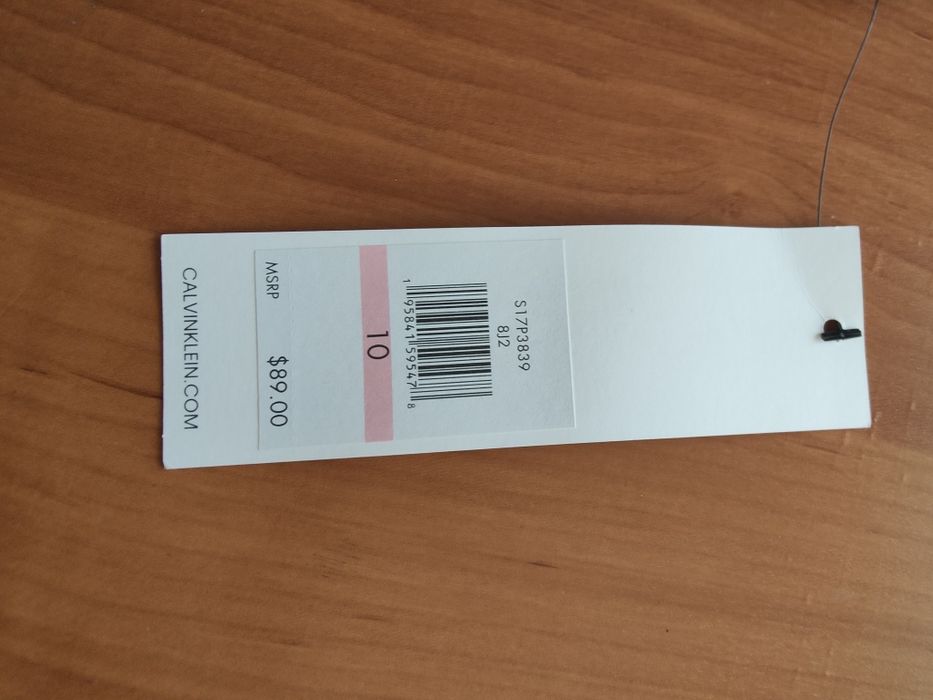 S17P3839
8J2
1 95841 59547 8
10
MSRP $89.00
CALVINKLEIN.COM